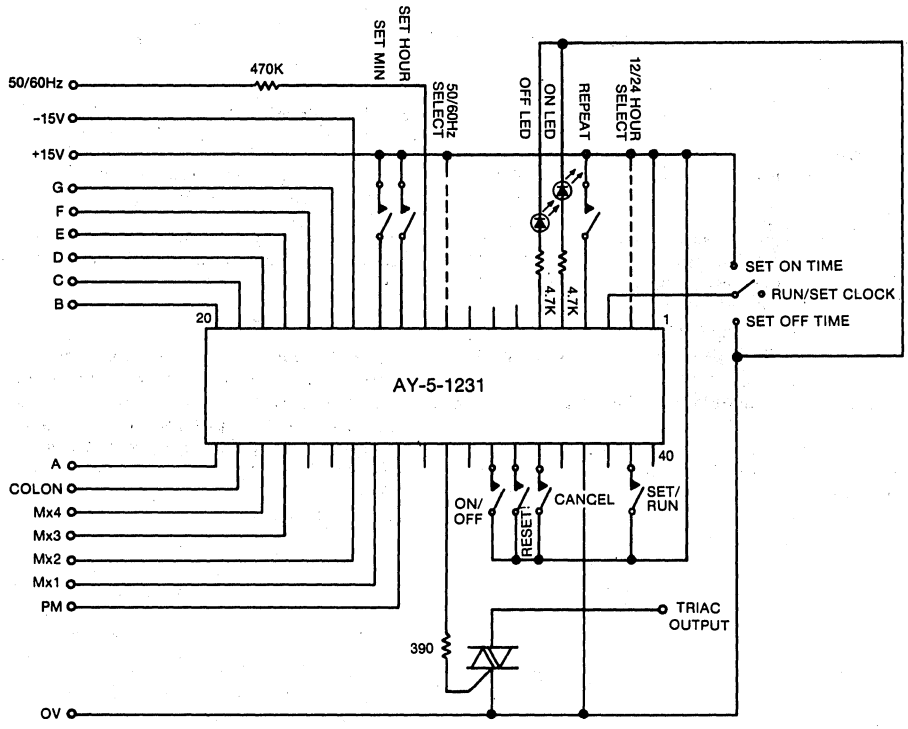 SET MIN
SET HOUR
50/60Hz
SELECT
OFF LED
ON LED
REPEAT
12/24 HOUR
SELECT
50/60Hz
470K
-15V
+15V
G
F
E
D
C
B
4.7K
4.7K
SET ON TIME
RUN/SET CLOCK
SET OFF TIME
20
1
AY-5-1231
40
A
COLON
Mx4
Mx3
Mx2
Mx1
PM
ON/
OFF
RESET!
CANCEL
SET/
RUN
TRIAC
OUTPUT
390
OV